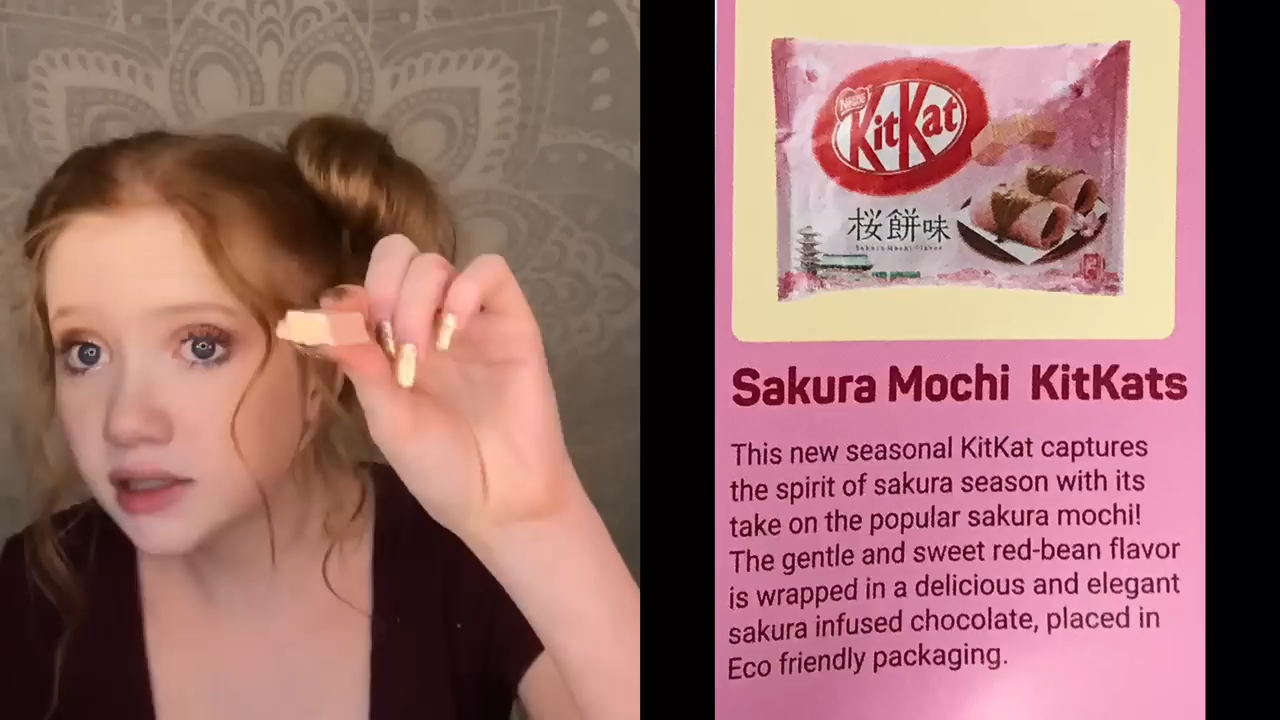 Nestlé
KitKat
桜餅味
Sakura Mochi Flavor
Sakura Mochi KitKats
This new seasonal KitKat captures
the spirit of sakura season with its
take on the popular sakura mochi!
The gentle and sweet red-bean flavor
is wrapped in a delicious and elegant
sakura infused chocolate, placed in
Eco friendly packaging.